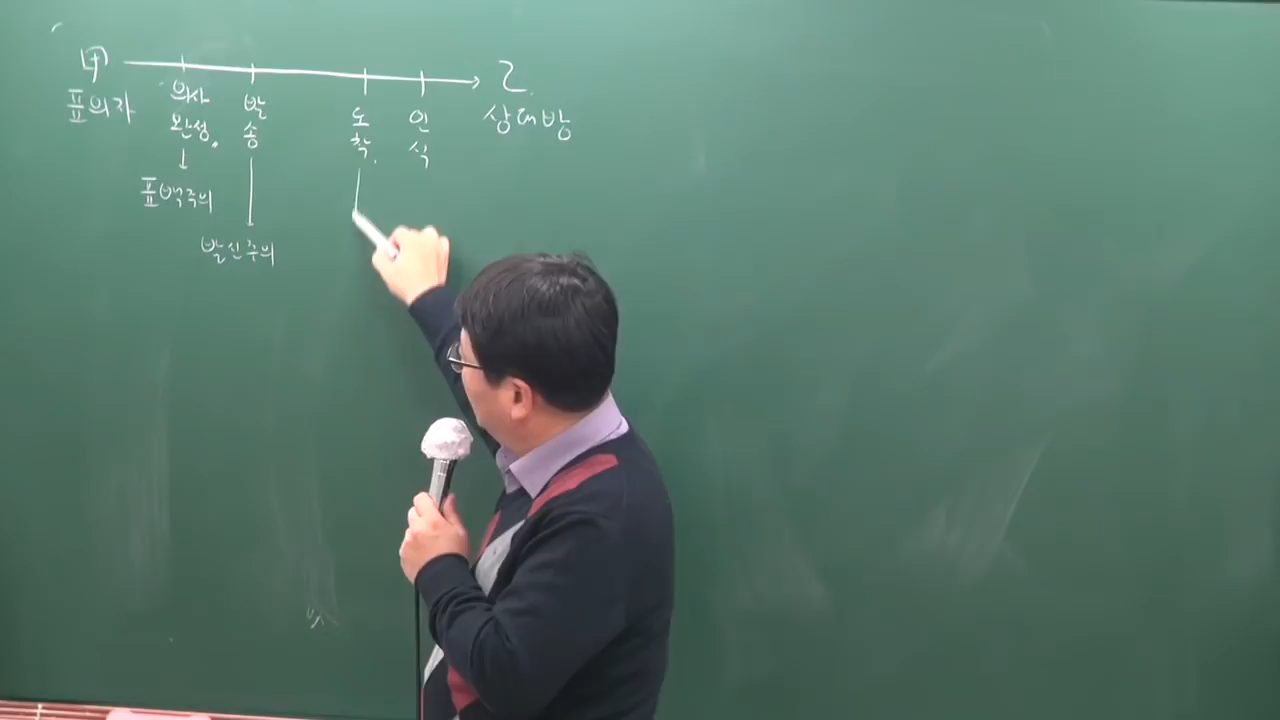 甲 乙
표의자 의사 발 도 인 상대방
완성 송 착 식
표백주의
발신주의